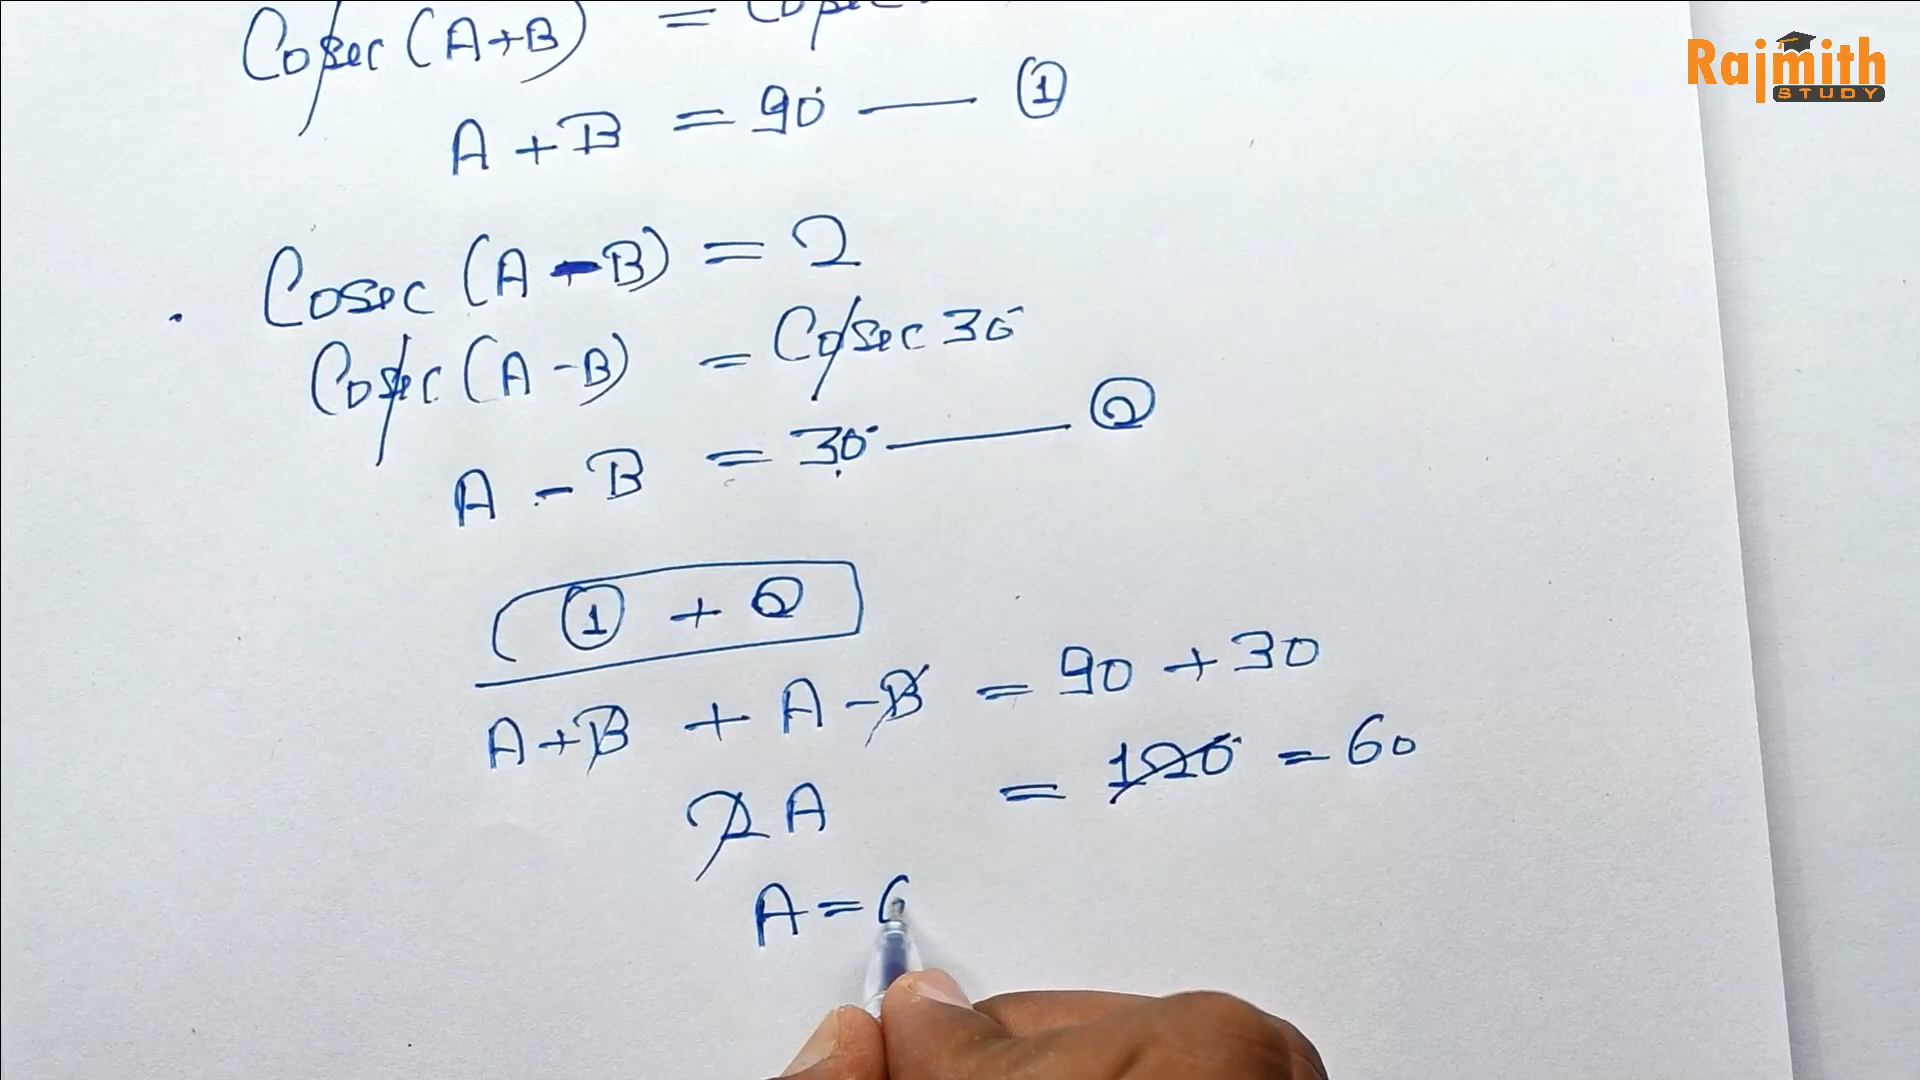 Cosec (A+B) =
Rajmith
STUDY
A + B = 90° — ①
Cosec (A - B) = 2
Cosec (A - B) = Cosec 30°
A - B = 30° — ②
① + ②
A+B + A-B = 90 + 30
2A = 120° = 60
A = 6